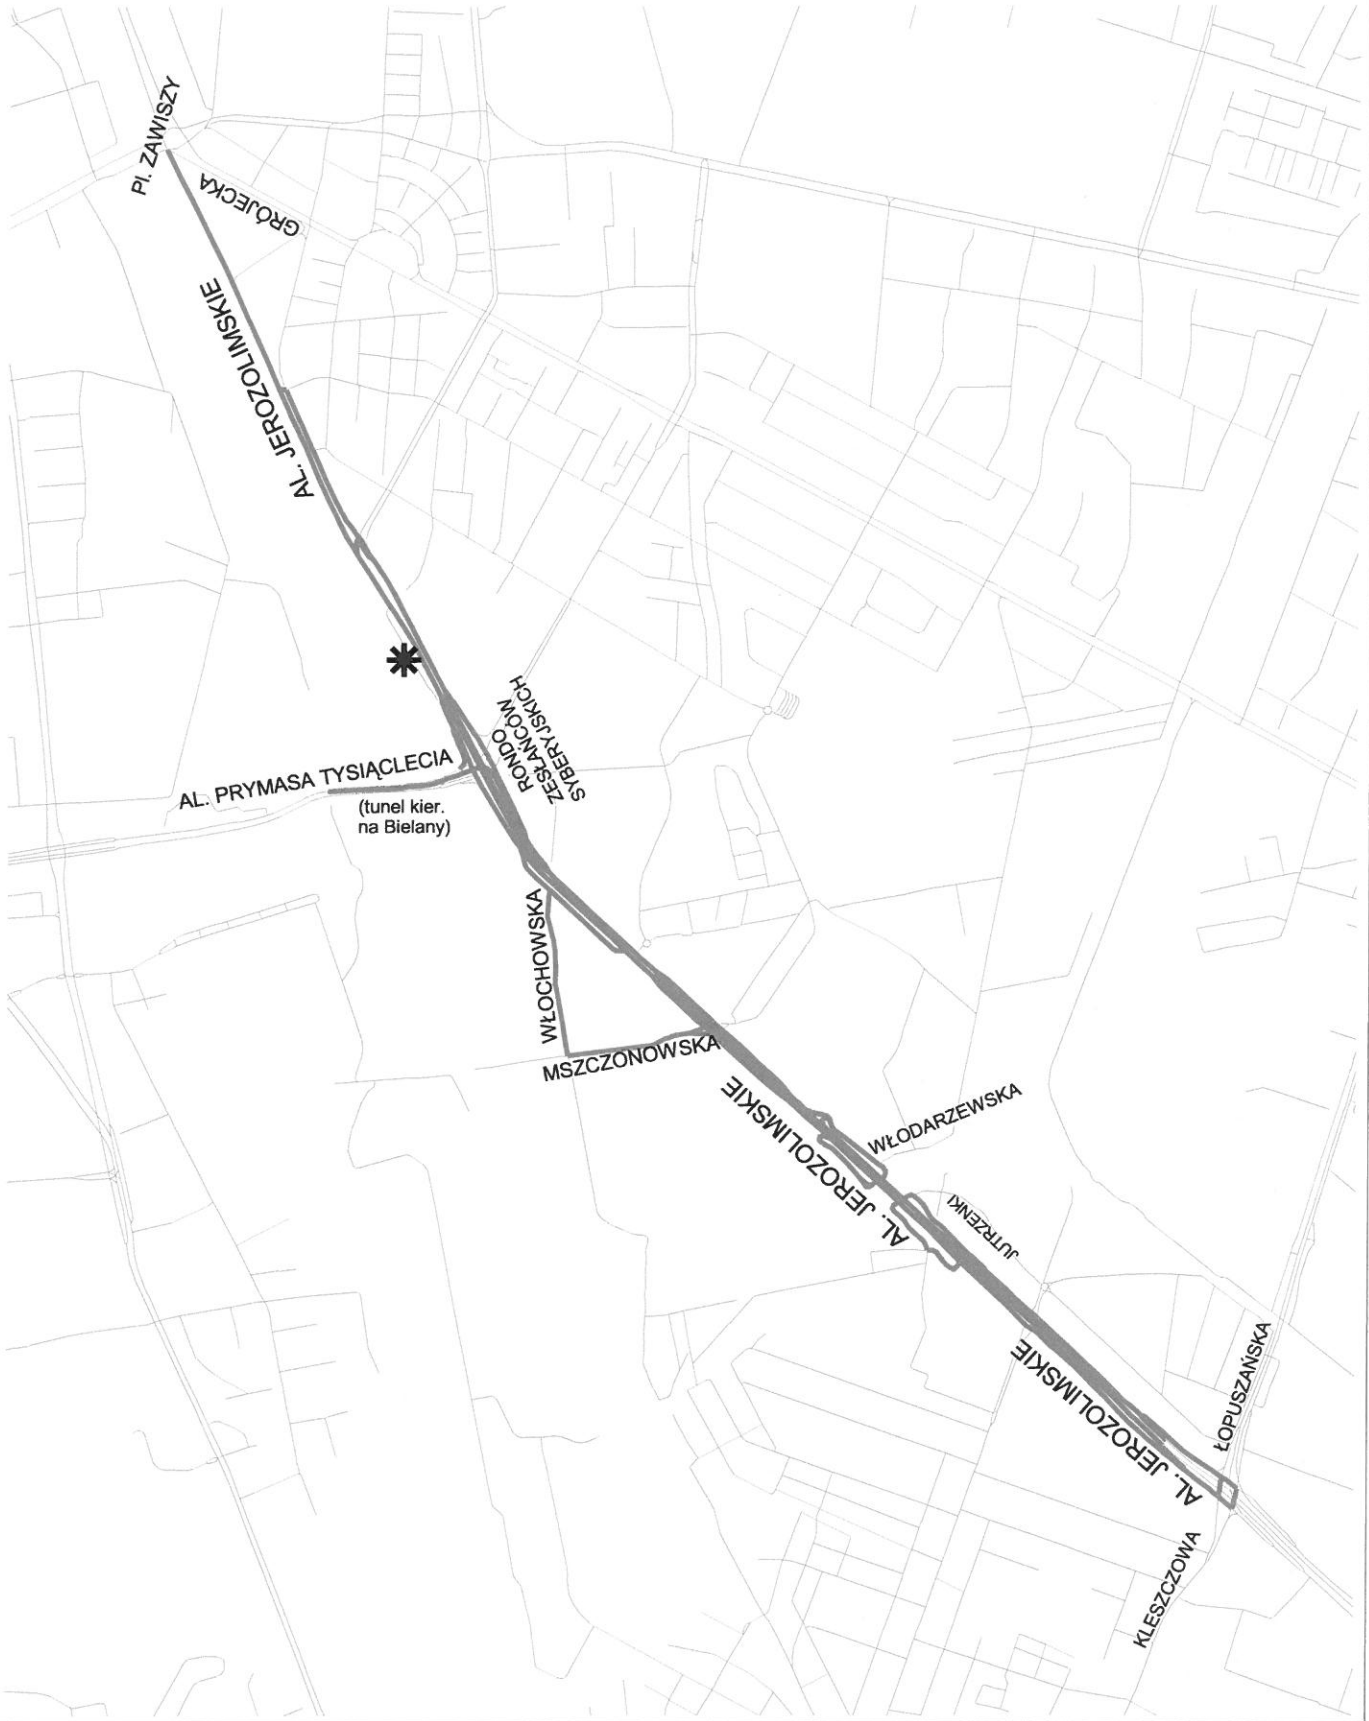 Pl. ZAWISZY
GRÓJECKA
AL. JEROZOLIMSKIE
RONDO
ZESŁAŃCÓW
SYBERYJSKICH
AL. PRYMASA TYSIĄCLECIA
(tunel kier.
na Bielany)
WŁOCHOWSKA
MSZCZONOWSKA
AL. JEROZOLIMSKIE
WŁODARZEWSKA
JUTRZENKI
AL. JEROZOLIMSKIE
ŁOPUSZAŃSKA
KLESZCZOWA